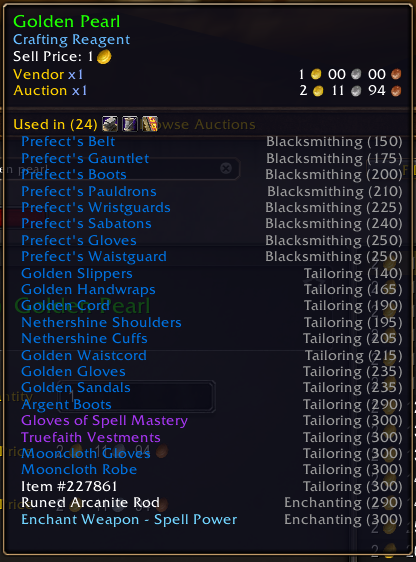 Golden Pearl
Crafting Reagent
Sell Price: 1
Vendor x1 1 00 00
Auction x1 2 11 94
Used in (24) owse Auctions
Prefect's Belt Blacksmithing (150)
Prefect's Gauntlet Blacksmithing (175)
Prefect's Boots Blacksmithing (200)
Prefect's Pauldrons Blacksmithing (210)
Prefect's Wristguards Blacksmithing (225)
Prefect's Sabatons Blacksmithing (240)
Prefect's Gloves Blacksmithing (250)
Prefect's Waistguard Blacksmithing (250)
Golden Slippers Tailoring (140)
Golden Handwraps Tailoring (165)
Golden Cord Tailoring (190)
Nethershine Shoulders Tailoring (195)
Nethershine Cuffs Tailoring (205)
Golden Waistcord Tailoring (215)
Golden Gloves Tailoring (235)
Golden Sandals Tailoring (235)
Argent Boots Tailoring (290)
Gloves of Spell Mastery Tailoring (300)
Truefaith Vestments Tailoring (300)
Mooncloth Gloves Tailoring (300)
Mooncloth Robe Tailoring (300)
Item #227861 Tailoring (300)
Runed Arcanite Rod Enchanting (290)
Enchant Weapon - Spell Power Enchanting (300)
Golden Pearl